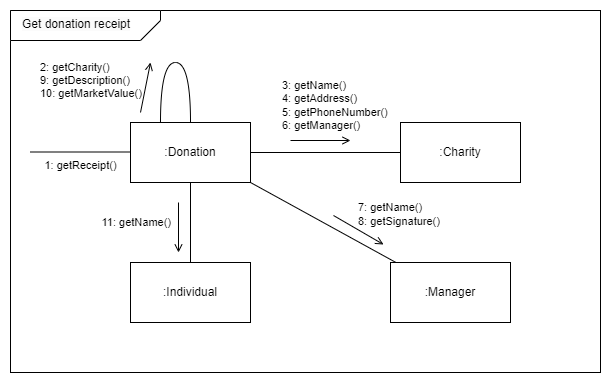 Get donation receipt
2: getCharity()
9: getDescription()
10: getMarketValue()
3: getName()
4: getAddress()
5: getPhoneNumber()
6: getManager()
:Donation
:Charity
1: getReceipt()
7: getName()
8: getSignature()
11: getName()
:Individual
:Manager